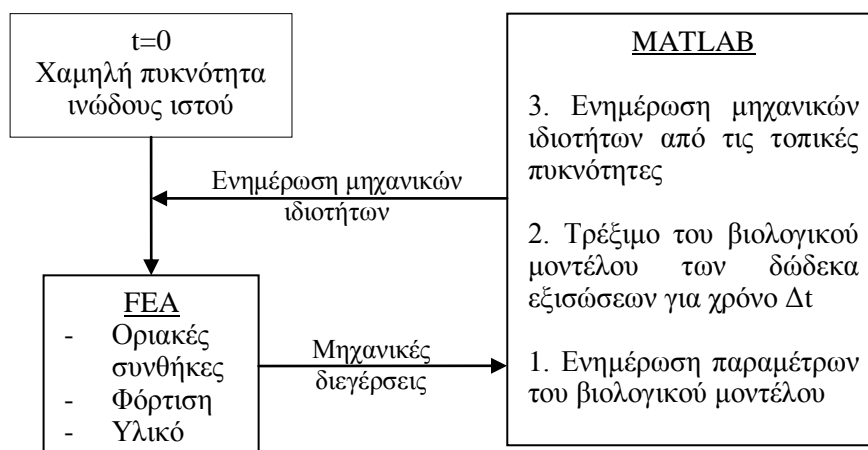 t=0
Χαμηλή πυκνότητα
ινώδους ιστού
Ενημέρωση μηχανικών
ιδιοτήτων
FEA
- Οριακές
συνθήκες
- Φόρτιση
- Υλικό
Μηχανικές
διεγέρσεις
MATLAB
3. Ενημέρωση μηχανικών
ιδιοτήτων από τις τοπικές
πυκνότητες
2. Τρέξιμο του βιολογικού
μοντέλου των δώδεκα
εξισώσεων για χρόνο Δt
1. Ενημέρωση παραμέτρων
του βιολογικού μοντέλου